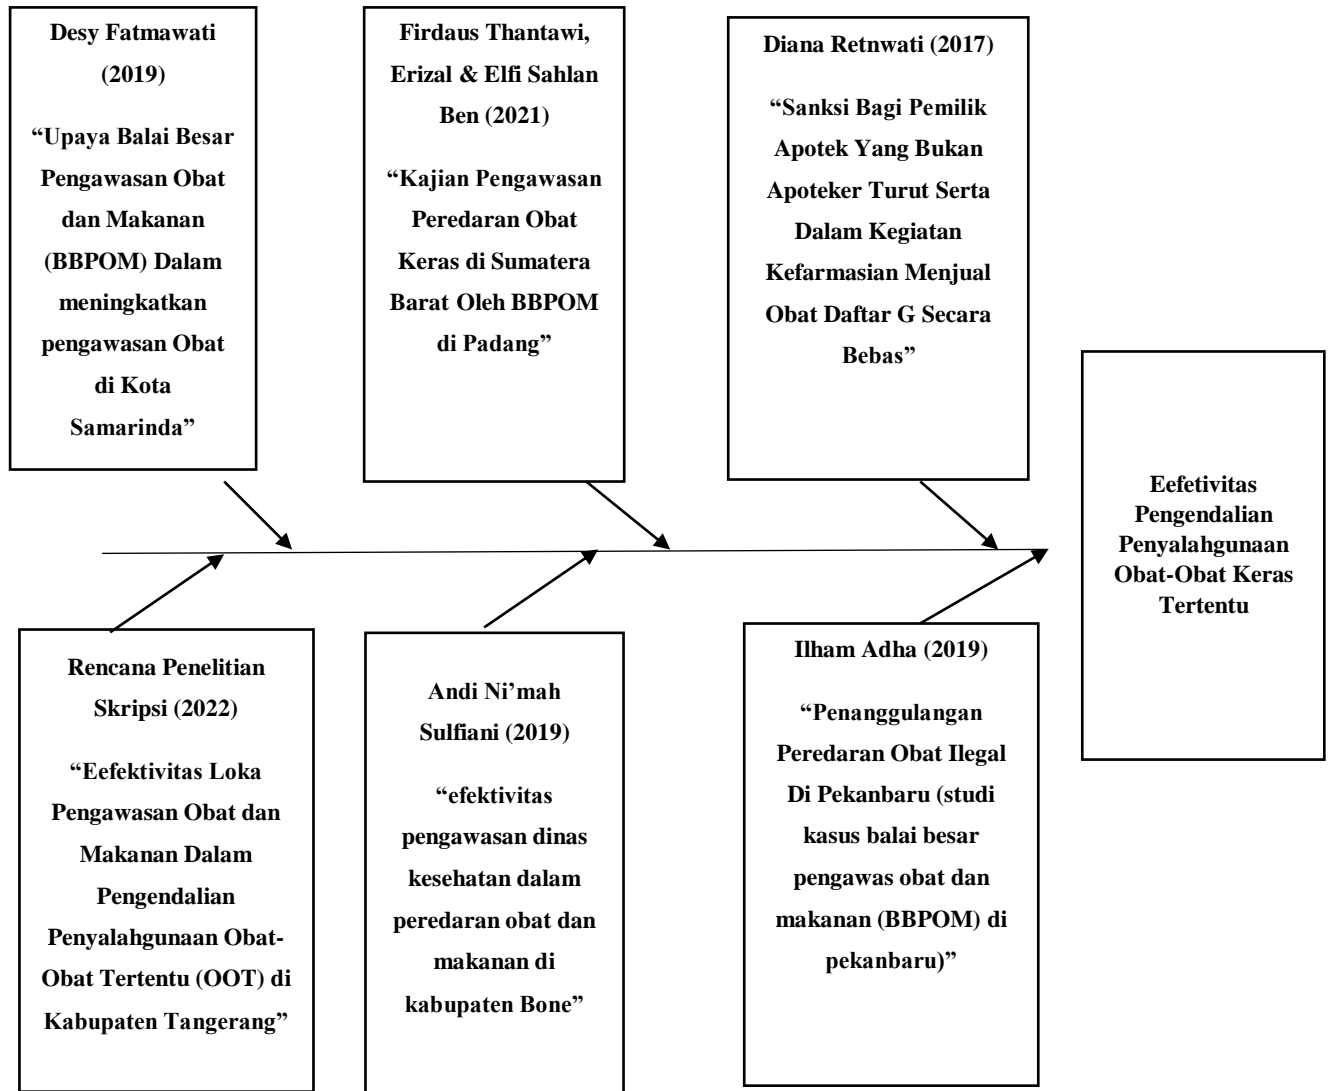 Desy Fatmawati
(2019)
“Upaya Balai Besar
Pengawasan Obat
dan Makanan
(BBPOM) Dalam
meningkatkan
pengawasan Obat
di Kota
Samarinda”
Firdaus Thantawi,
Erizal & Elfi Sahlan
Ben (2021)
“Kajian Pengawasan
Peredaran Obat
Keras di Sumatera
Barat Oleh BBPOM
di Padang”
Diana Retnwati (2017)
“Sanksi Bagi Pemilik
Apotek Yang Bukan
Apoteker Turut Serta
Dalam Kegiatan
Kefarmasian Menjual
Obat Daftar G Secara
Bebas”
Eefetivitas
Pengendalian
Penyalahgunaan
Obat-Obat Keras
Tertentu
Rencana Penelitian
Skripsi (2022)
“Eefektivitas Loka
Pengawasan Obat dan
Makanan Dalam
Pengendalian
Penyalahgunaan Obat-
Obat Tertentu (OOT) di
Kabupaten Tangerang”
Andi Ni’mah
Sulfiani (2019)
“efektivitas
pengawasan dinas
kesehatan dalam
peredaran obat dan
makanan di
kabupaten Bone”
Ilham Adha (2019)
“Penanggulangan
Peredaran Obat Ilegal
Di Pekanbaru (studi
kasus balai besar
pengawas obat dan
makanan (BBPOM) di
pekanbaru)”